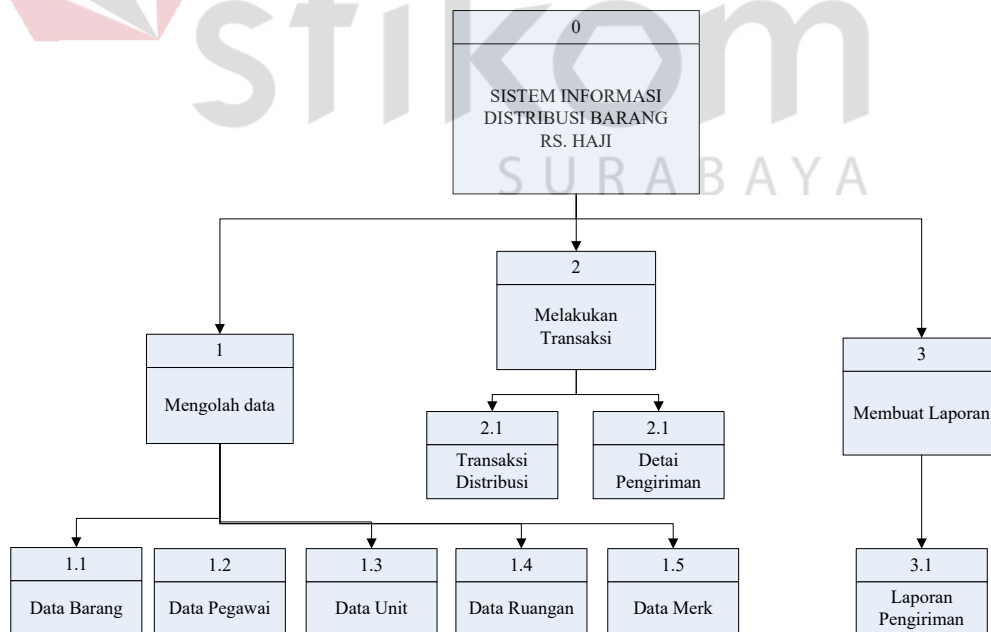 stikom
SURABAYA
0
SISTEM INFORMASI
DISTRIBUSI BARANG
RS. HAJI
1
Mengolah data
2
Melakukan
Transaksi
3
Membuat Laporan
2.1
Transaksi
Distribusi
2.1
Detai
Pengiriman
1.1
Data Barang
1.2
Data Pegawai
1.3
Data Unit
1.4
Data Ruangan
1.5
Data Merk
3.1
Laporan
Pengiriman